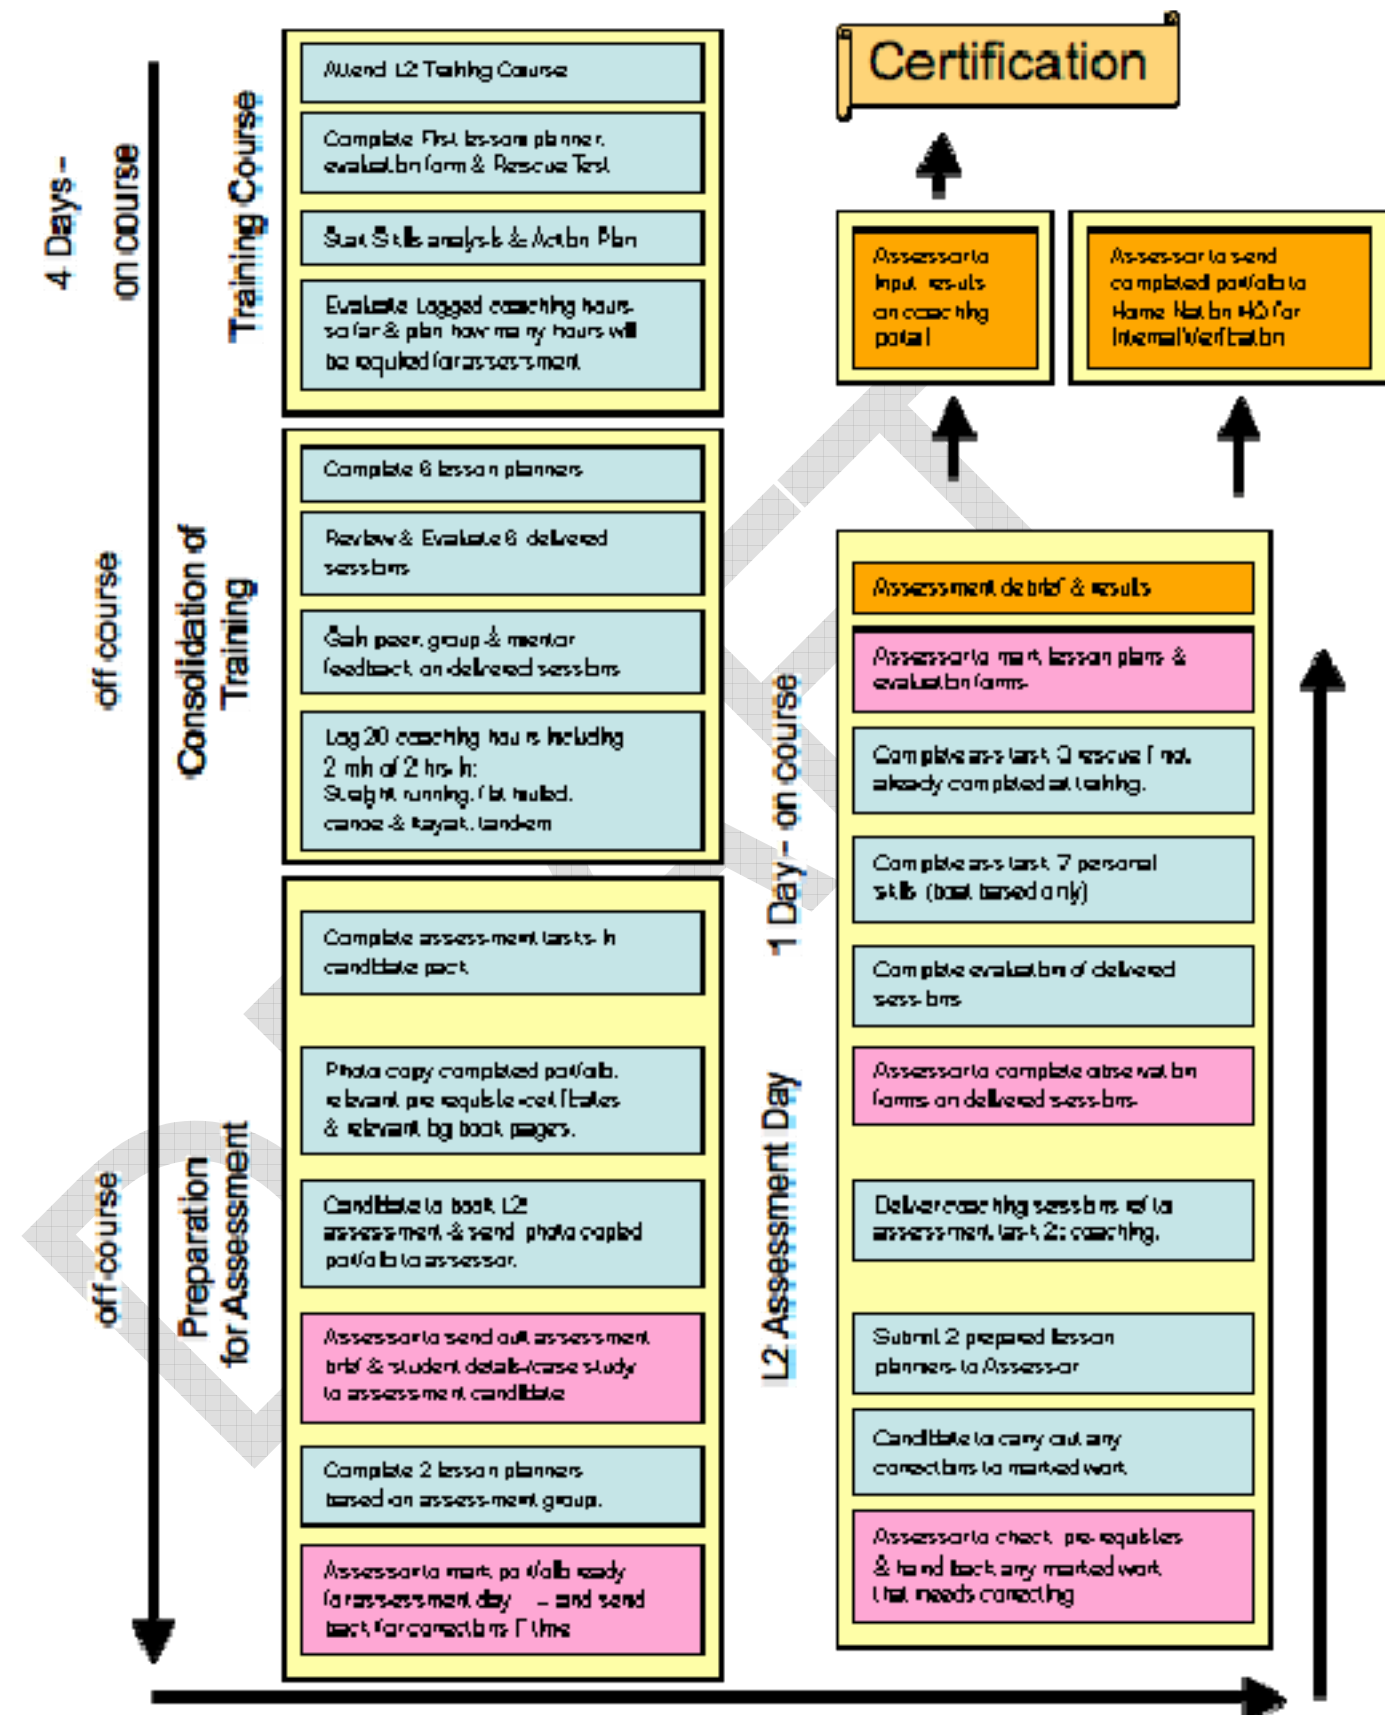 4 Days –
on course
Training Course
Attend L2 Training Course
Complete First lesson planner,
evaluation form & Rescue Test
Start Skills analysis & Action Plan
Evaluate Logged coaching hours
so far & plan how many hours will
be required for assessment
off course
Consolidation of
Training
Complete 6 lesson planners
Review & Evaluate 6 delivered
sessions
Gain peer, group & mentor
feedback on delivered sessions
Log 20 coaching hours including
2 min of 2 hrs in:
Straight running, flat hulled,
canoe & kayak, tandem
off course
Preparation
for Assessment
Complete assessment tasks in
candidate pack
Photo copy completed portfolio,
relevant pre requisite certificates
& relevant log book pages.
Candidate to book L2
assessment & send photo copied
portfolio to assessor.
Assessor to send out assessment
brief & student details/case study
to assessment candidate
Complete 2 lesson planners
based on assessment group.
Assessor to mark portfolio ready
for assessment day – and send
back for corrections if time
Certification
Assessor to
input results
on coaching
portal
Assessor to send
completed portfolio to
Home Nation HQ for
Internal Verification
1 Day – on course
L2 Assessment Day
Assessment debrief & results
Assessor to mark lesson plans &
evaluation forms
Complete ass task 3 rescue if not
already completed at training.
Complete ass task 7 personal
skills (boat based only)
Complete evaluation of delivered
sessions
Assessor to complete observation
forms on delivered sessions
Deliver coaching sessions ref to
assessment task 2: coaching.
Submit 2 prepared lesson
planners to Assessor
Candidate to carry out any
corrections to marked work
Assessor to check pre-requisites
& hand back any marked work
that needs correcting